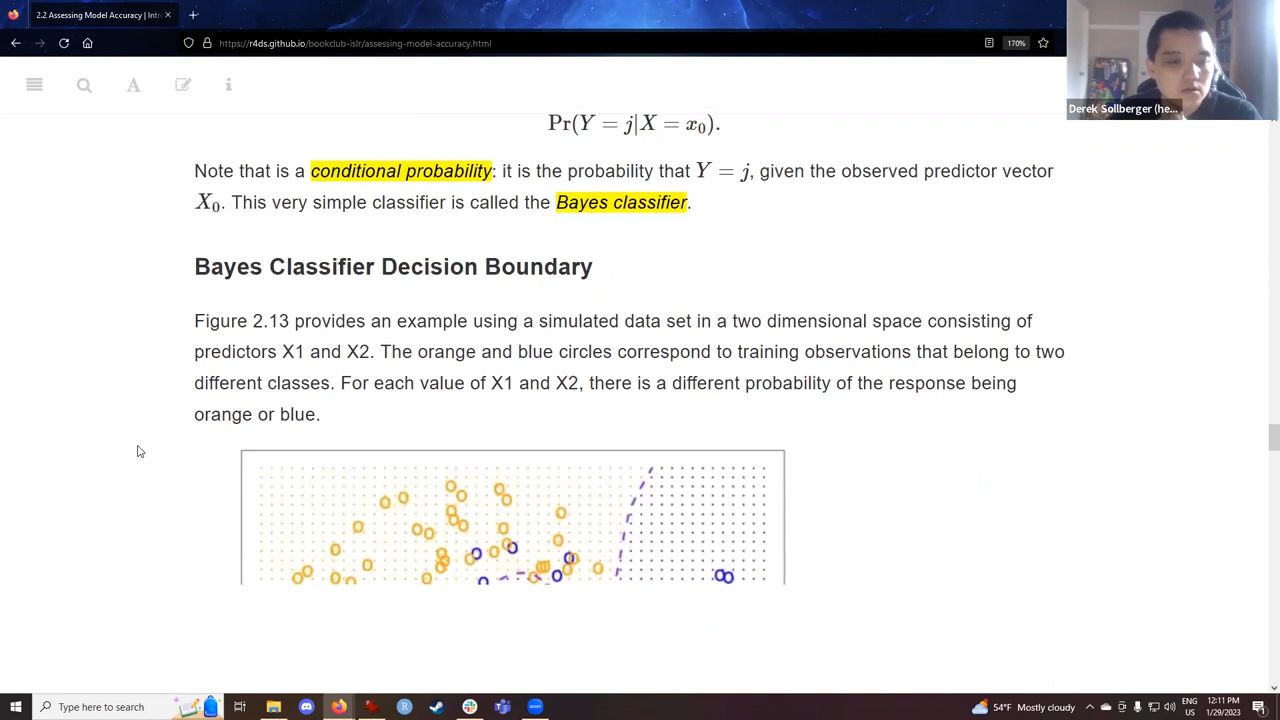 2.2 Assessing Model Accuracy | Intr
https://r4ds.github.io/bookclub-islr/assessing-model-accuracy.html
170%
Derek Sollberger (he...
Pr(Y = j|X = x₀).
Note that is a conditional probability: it is the probability that Y = j, given the observed predictor vector
X₀. This very simple classifier is called the Bayes classifier.
Bayes Classifier Decision Boundary
Figure 2.13 provides an example using a simulated data set in a two dimensional space consisting of
predictors X1 and X2. The orange and blue circles correspond to training observations that belong to two
different classes. For each value of X1 and X2, there is a different probability of the response being
orange or blue.
Type here to search
54°F Mostly cloudy
ENG
US
12:11 PM
1/29/2023